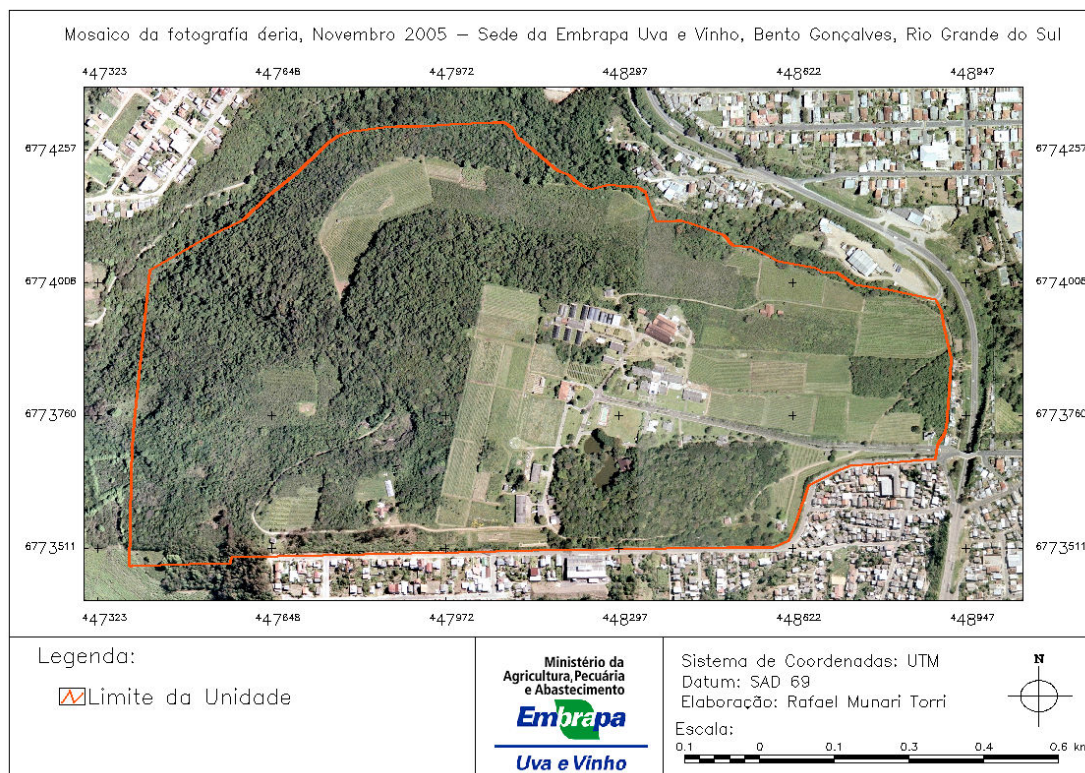 Mosaico da fotografia deria, Novembro 2005 – Sede da Embrapa Uva e Vinho, Bento Gonçalves, Rio Grande do Sul
447323 447648 447972 448297 448622 448947
6774257 6774257
6774008 6774008
6773760 6773760
6773511 6773511
447323 447648 447972 448297 448622 448947
Legenda:
Limite da Unidade
Ministério da
Agricultura, Pecuária
e Abastecimento
Embrapa
Uva e Vinho
Sistema de Coordenadas: UTM
Datum: SAD 69
Elaboração: Rafael Munari Torri
Escala:
0.1 0 0.1 0.3 0.4 0.6 km
N